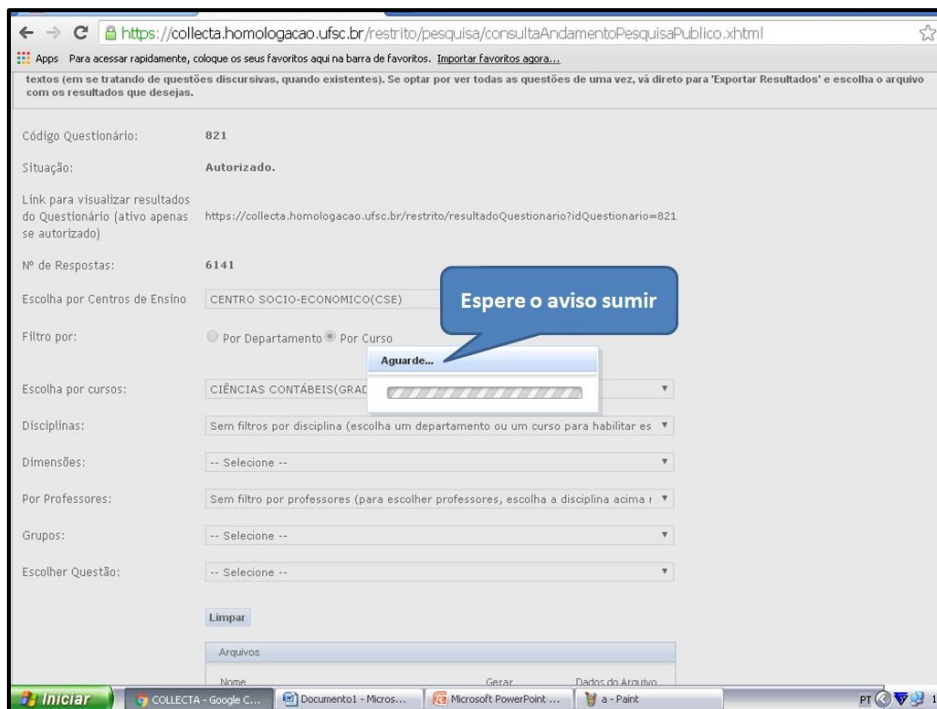 https://collecta.homologacao.ufsc.br/restrito/pesquisa/consultaAndamentoPesquisaPublico.xhtml
Apps Para acessar rapidamente, coloque os seus favoritos aqui na barra de favoritos. Importar favoritos agora...
textos (em se tratando de questões discursivas, quando existentes). Se optar por ver todas as questões de uma vez, vá direto para 'Exportar Resultados' e escolha o arquivo
com os resultados que desejas.
Código Questionário: 821
Situação: Autorizado.
Link para visualizar resultados
do Questionário (ativo apenas
se autorizado)
https://collecta.homologacao.ufsc.br/restrito/resultadoQuestionario?idQuestionario=821
Nº de Respostas: 6141
Escolha por Centros de Ensino CENTRO SOCIO-ECONOMICO(CSE)
Espere o aviso sumir
Filtro por: Por Departamento Por Curso
Aguarde...
Escolha por cursos: CIÊNCIAS CONTÁBEIS(GRAD
Disciplinas: Sem filtros por disciplina (escolha um departamento ou um curso para habilitar es
Dimensões: -- Selecione --
Por Professores: Sem filtro por professores (para escolher professores, escolha a disciplina acima
Grupos: -- Selecione --
Escolher Questão: -- Selecione --
Limpar
Arquivos
Nome Gerar Dados do Arquivo
Iniciar COLLECTA - Google C... Documento1 - Micros... Microsoft PowerPoint ... a - Paint PT 1